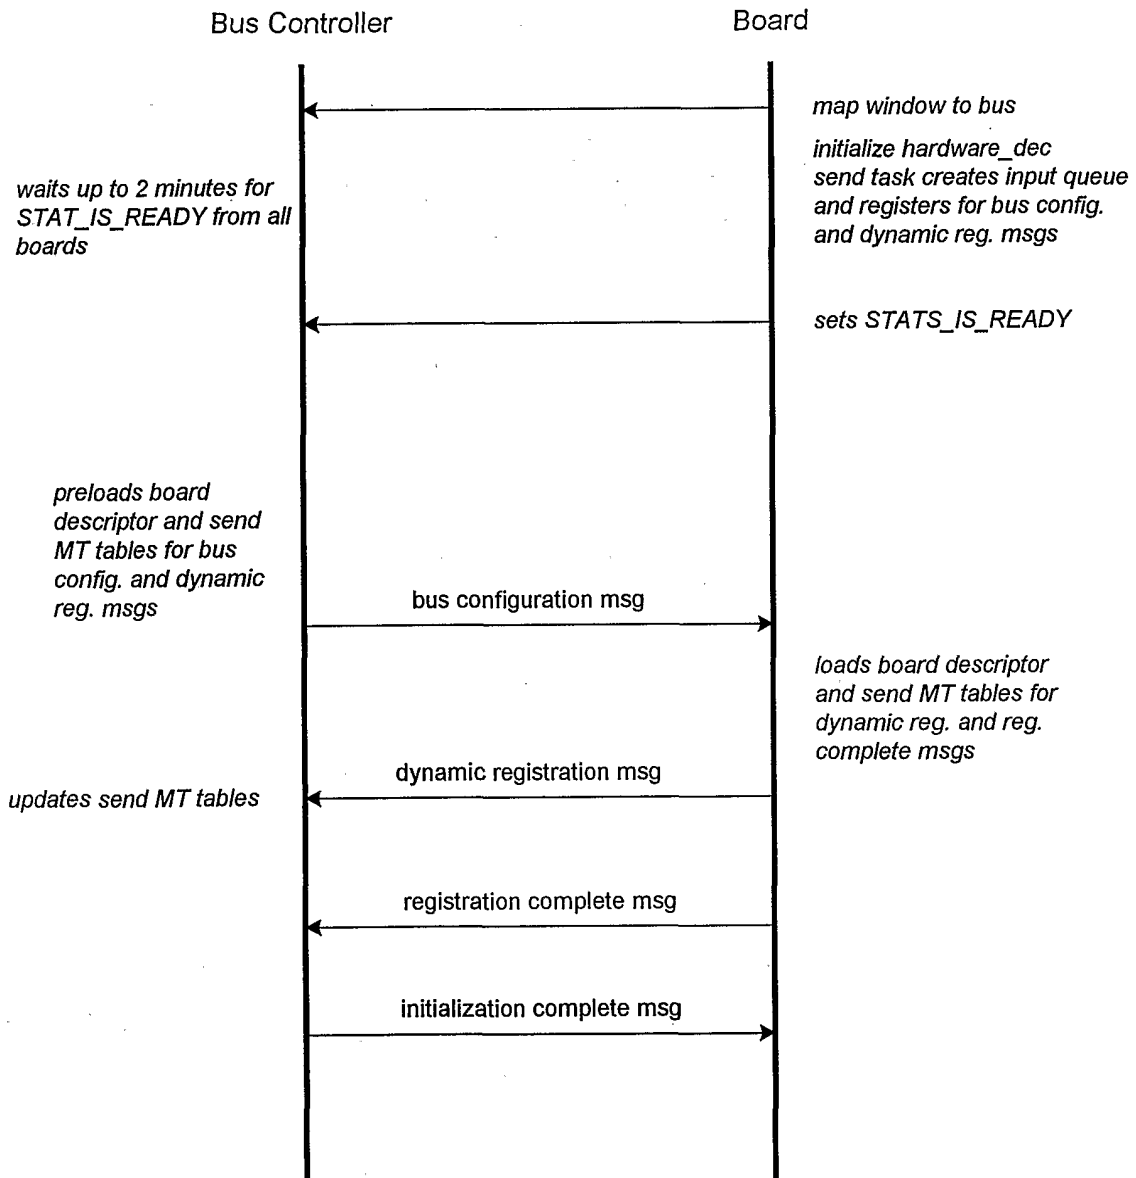 Bus Controller
Board
map window to bus
initialize hardware_dec
send task creates input queue
and registers for bus config.
and dynamic reg. msgs
waits up to 2 minutes for
STAT_IS_READY from all
boards
sets STATS_IS_READY
preloads board
descriptor and send
MT tables for bus
config. and dynamic
reg. msgs
bus configuration msg
loads board descriptor
and send MT tables for
dynamic reg. and reg.
complete msgs
dynamic registration msg
updates send MT tables
registration complete msg
initialization complete msg